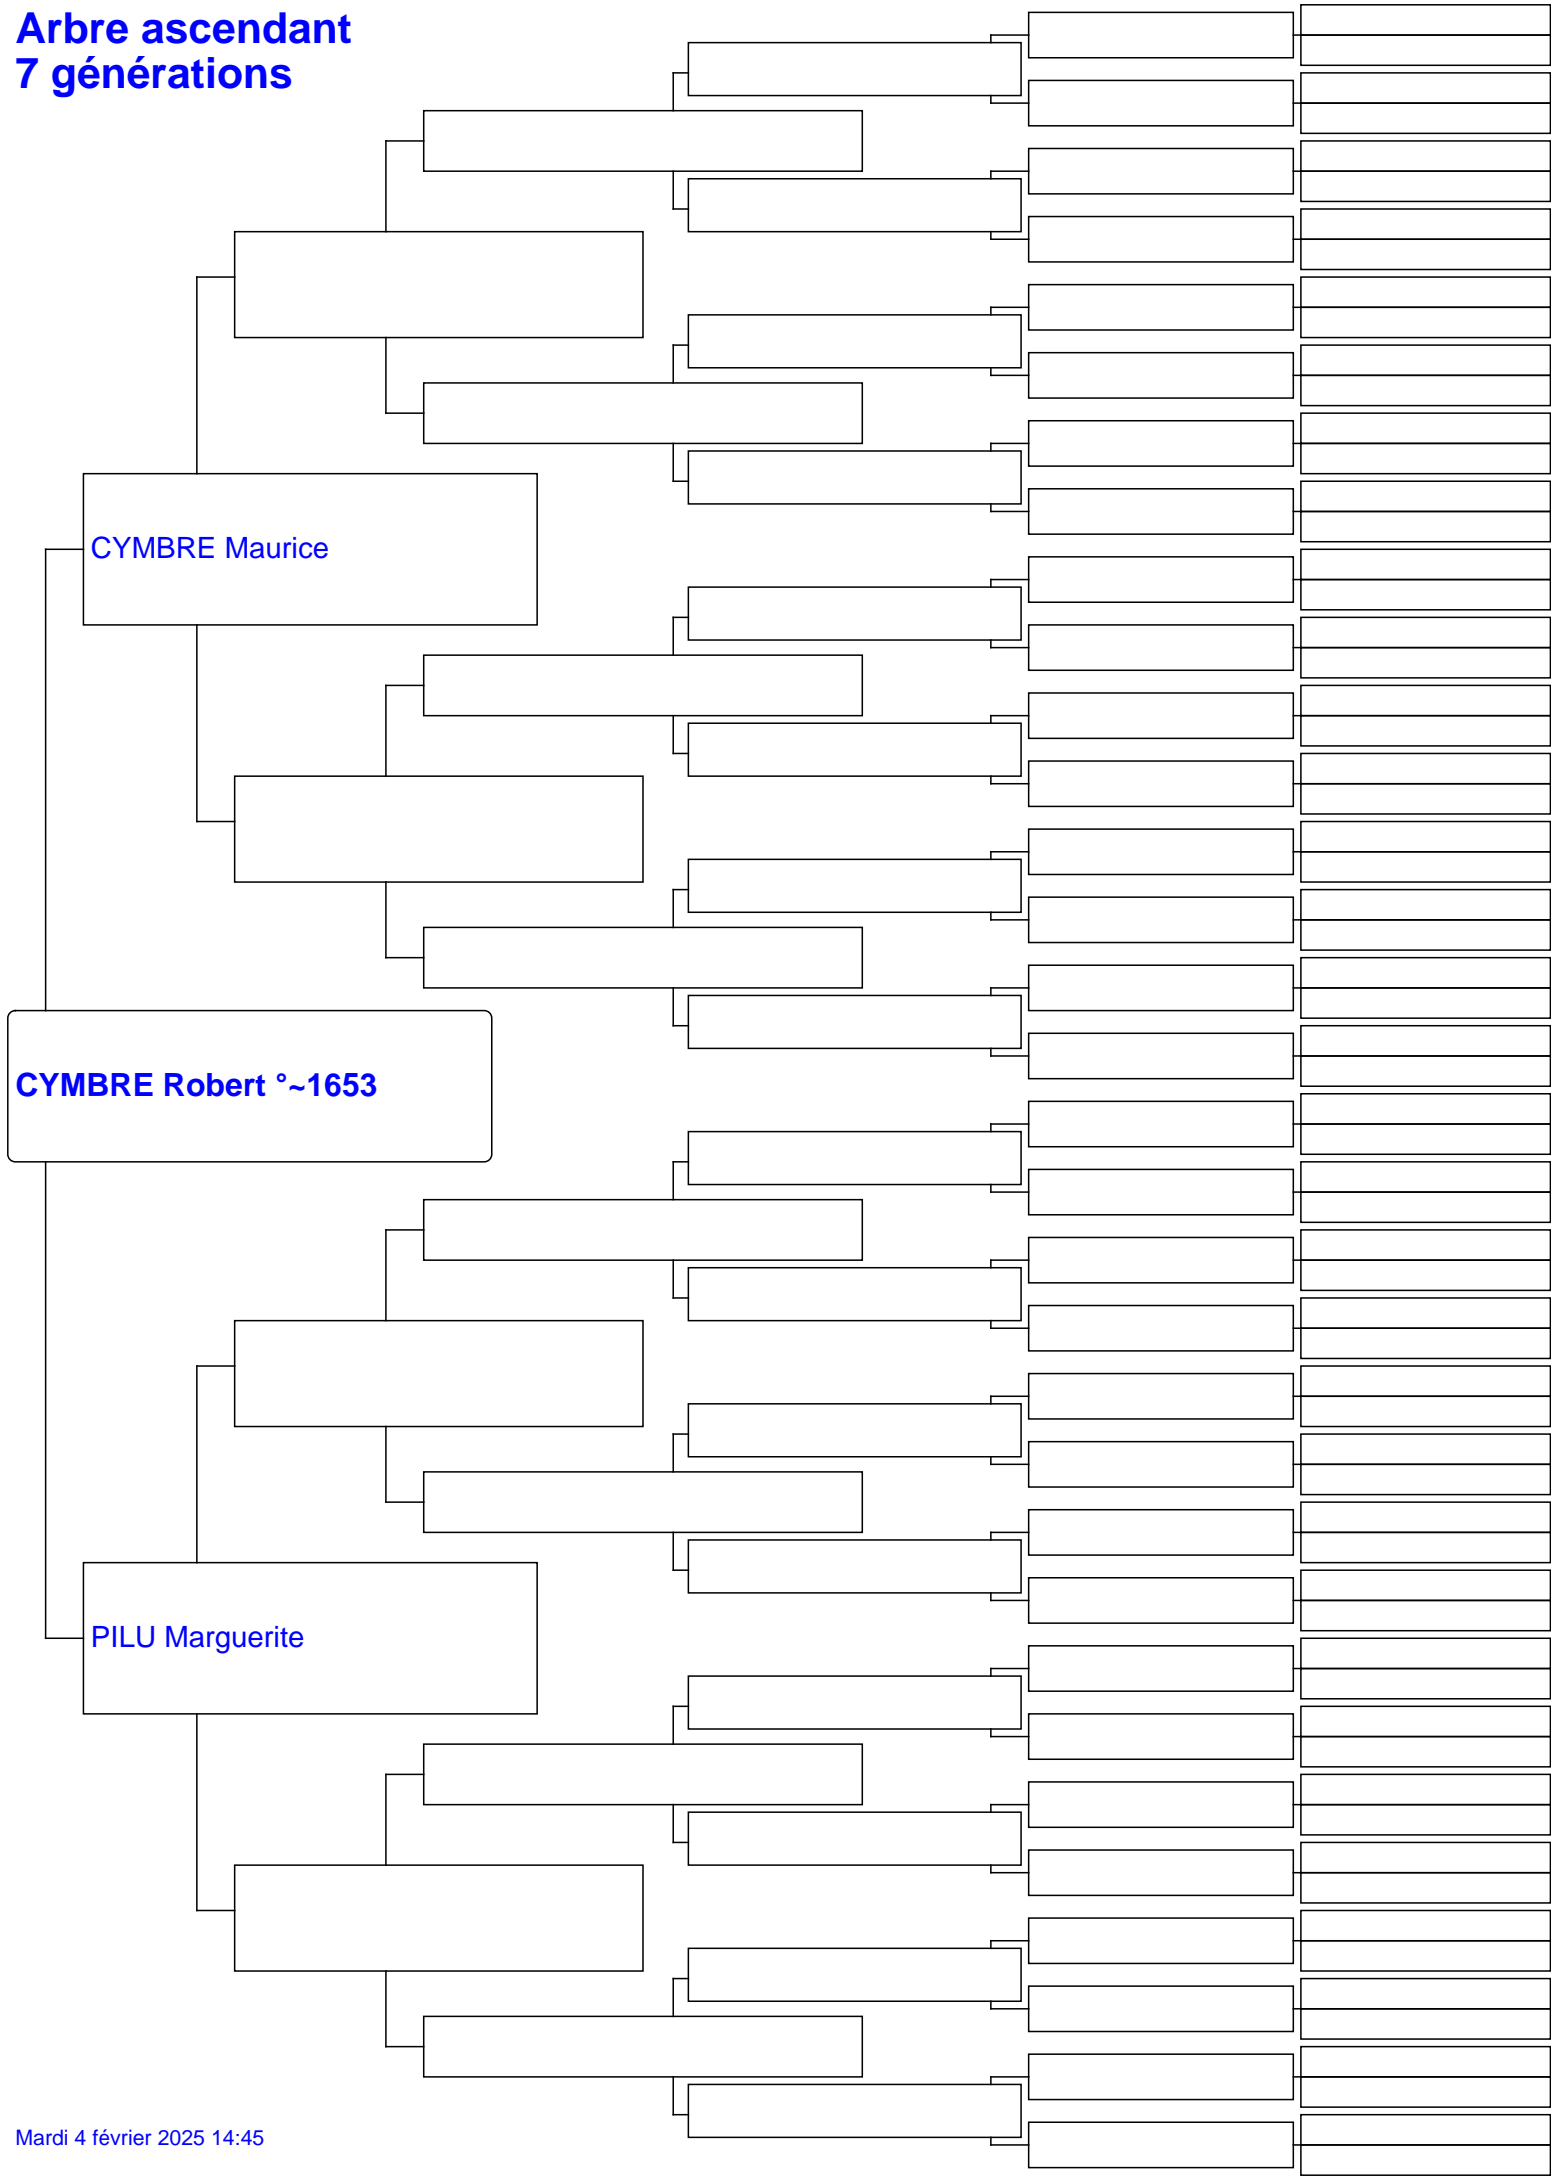 Arbre ascendant
7 générations
CYMBRE Maurice
CYMBRE Robert °~1653
PILU Marguerite
Mardi 4 février 2025 14:45